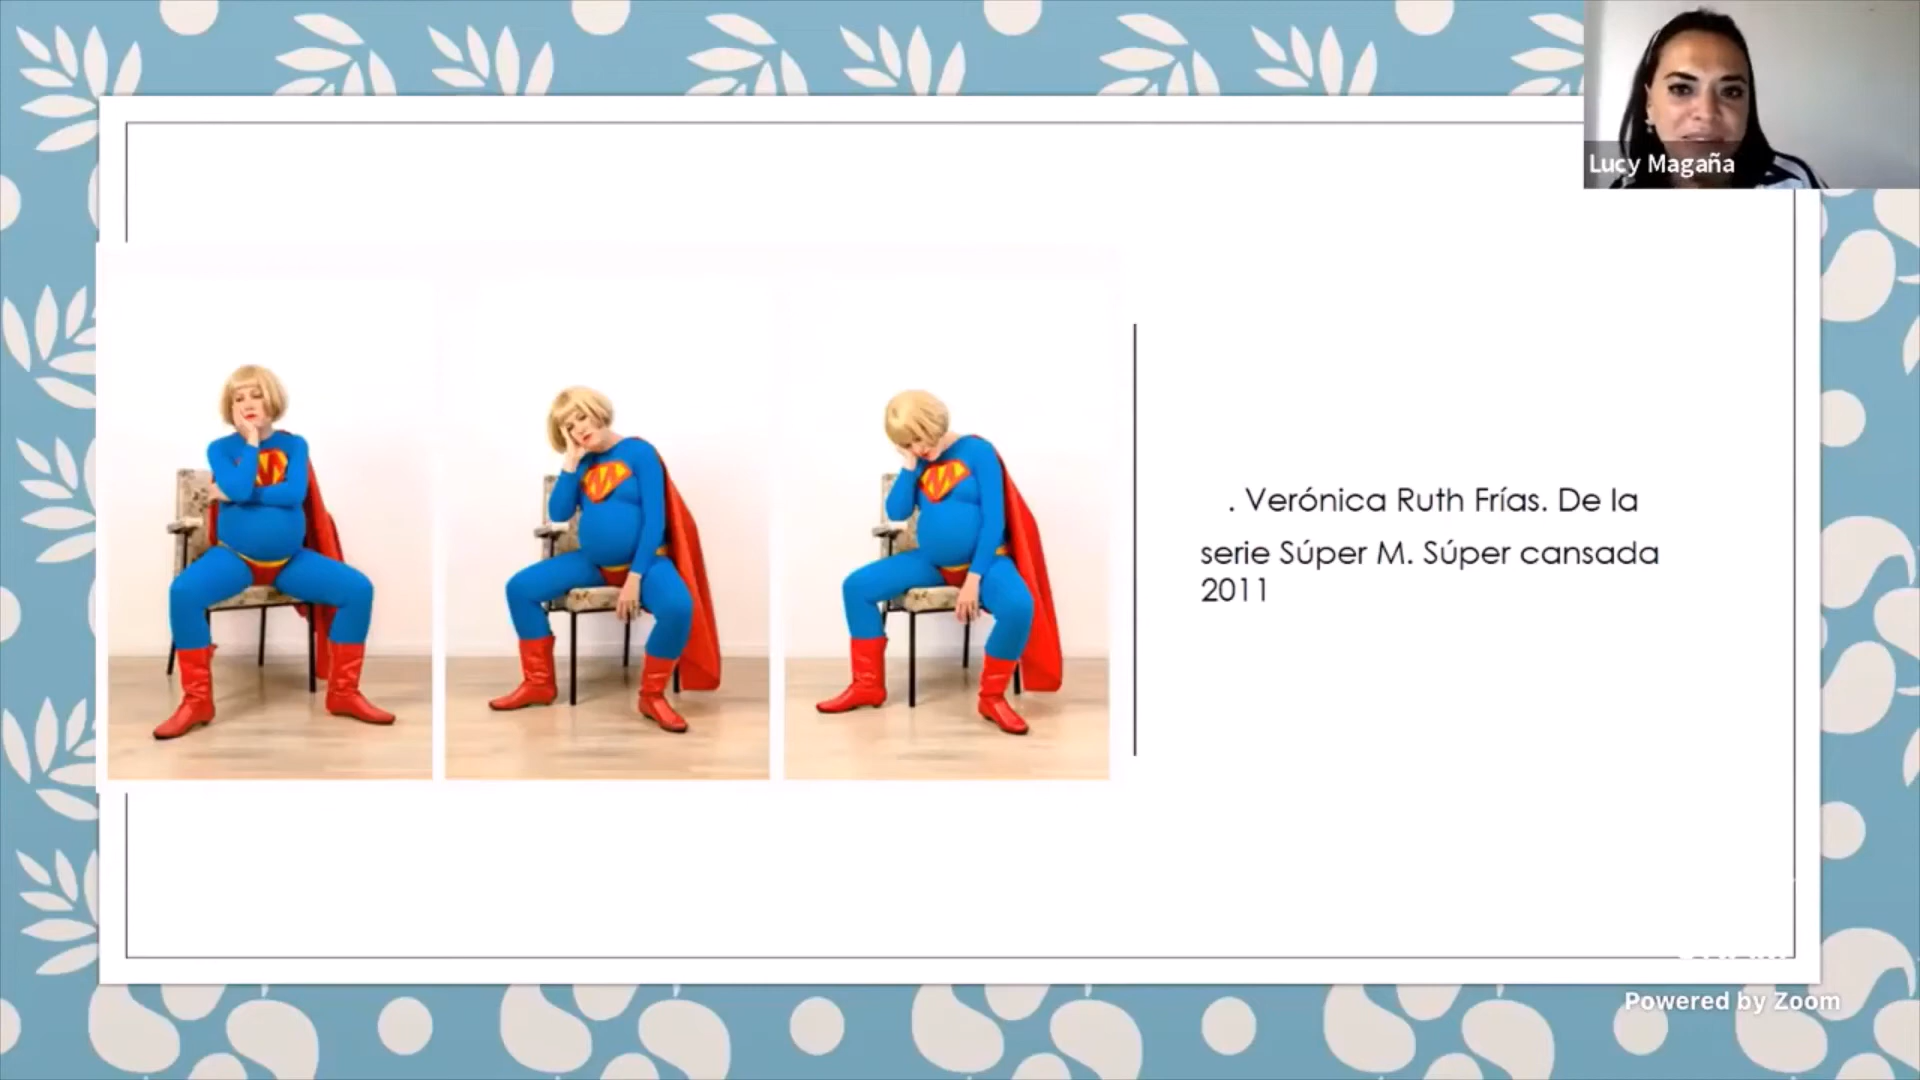 Lucy Magaña
. Verónica Ruth Frías. De la
serie Súper M. Súper cansada
2011
Powered by Zoom